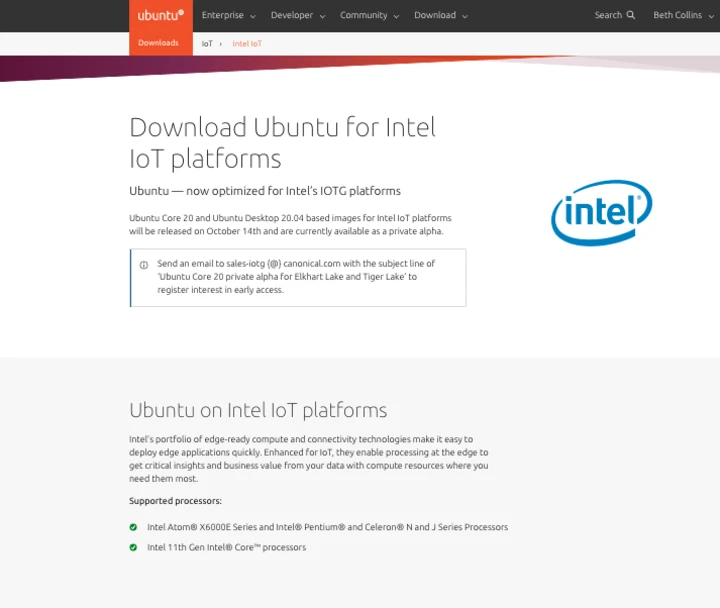 ubuntu®
Enterprise
Developer
Community
Download
Search
Beth Collins
Downloads
IoT ›
Intel IoT
Download Ubuntu for Intel
IoT platforms
Ubuntu — now optimized for Intel's IOTG platforms
Ubuntu Core 20 and Ubuntu Desktop 20.04 based images for Intel IoT platforms
will be released on October 14th and are currently available as a private alpha.
intel®
Send an email to sales-iotg {@} canonical.com with the subject line of
'Ubuntu Core 20 private alpha for Elkhart Lake and Tiger Lake' to
register interest in early access.
Ubuntu on Intel IoT platforms
Intel's portfolio of edge-ready compute and connectivity technologies make it easy to
deploy edge applications quickly. Enhanced for IoT, they enable processing at the edge to
get critical insights and business value from your data with compute resources where you
need them most.
Supported processors:
Intel Atom® X6000E Series and Intel® Pentium® and Celeron® N and J Series Processors
Intel 11th Gen Intel® Core™ processors